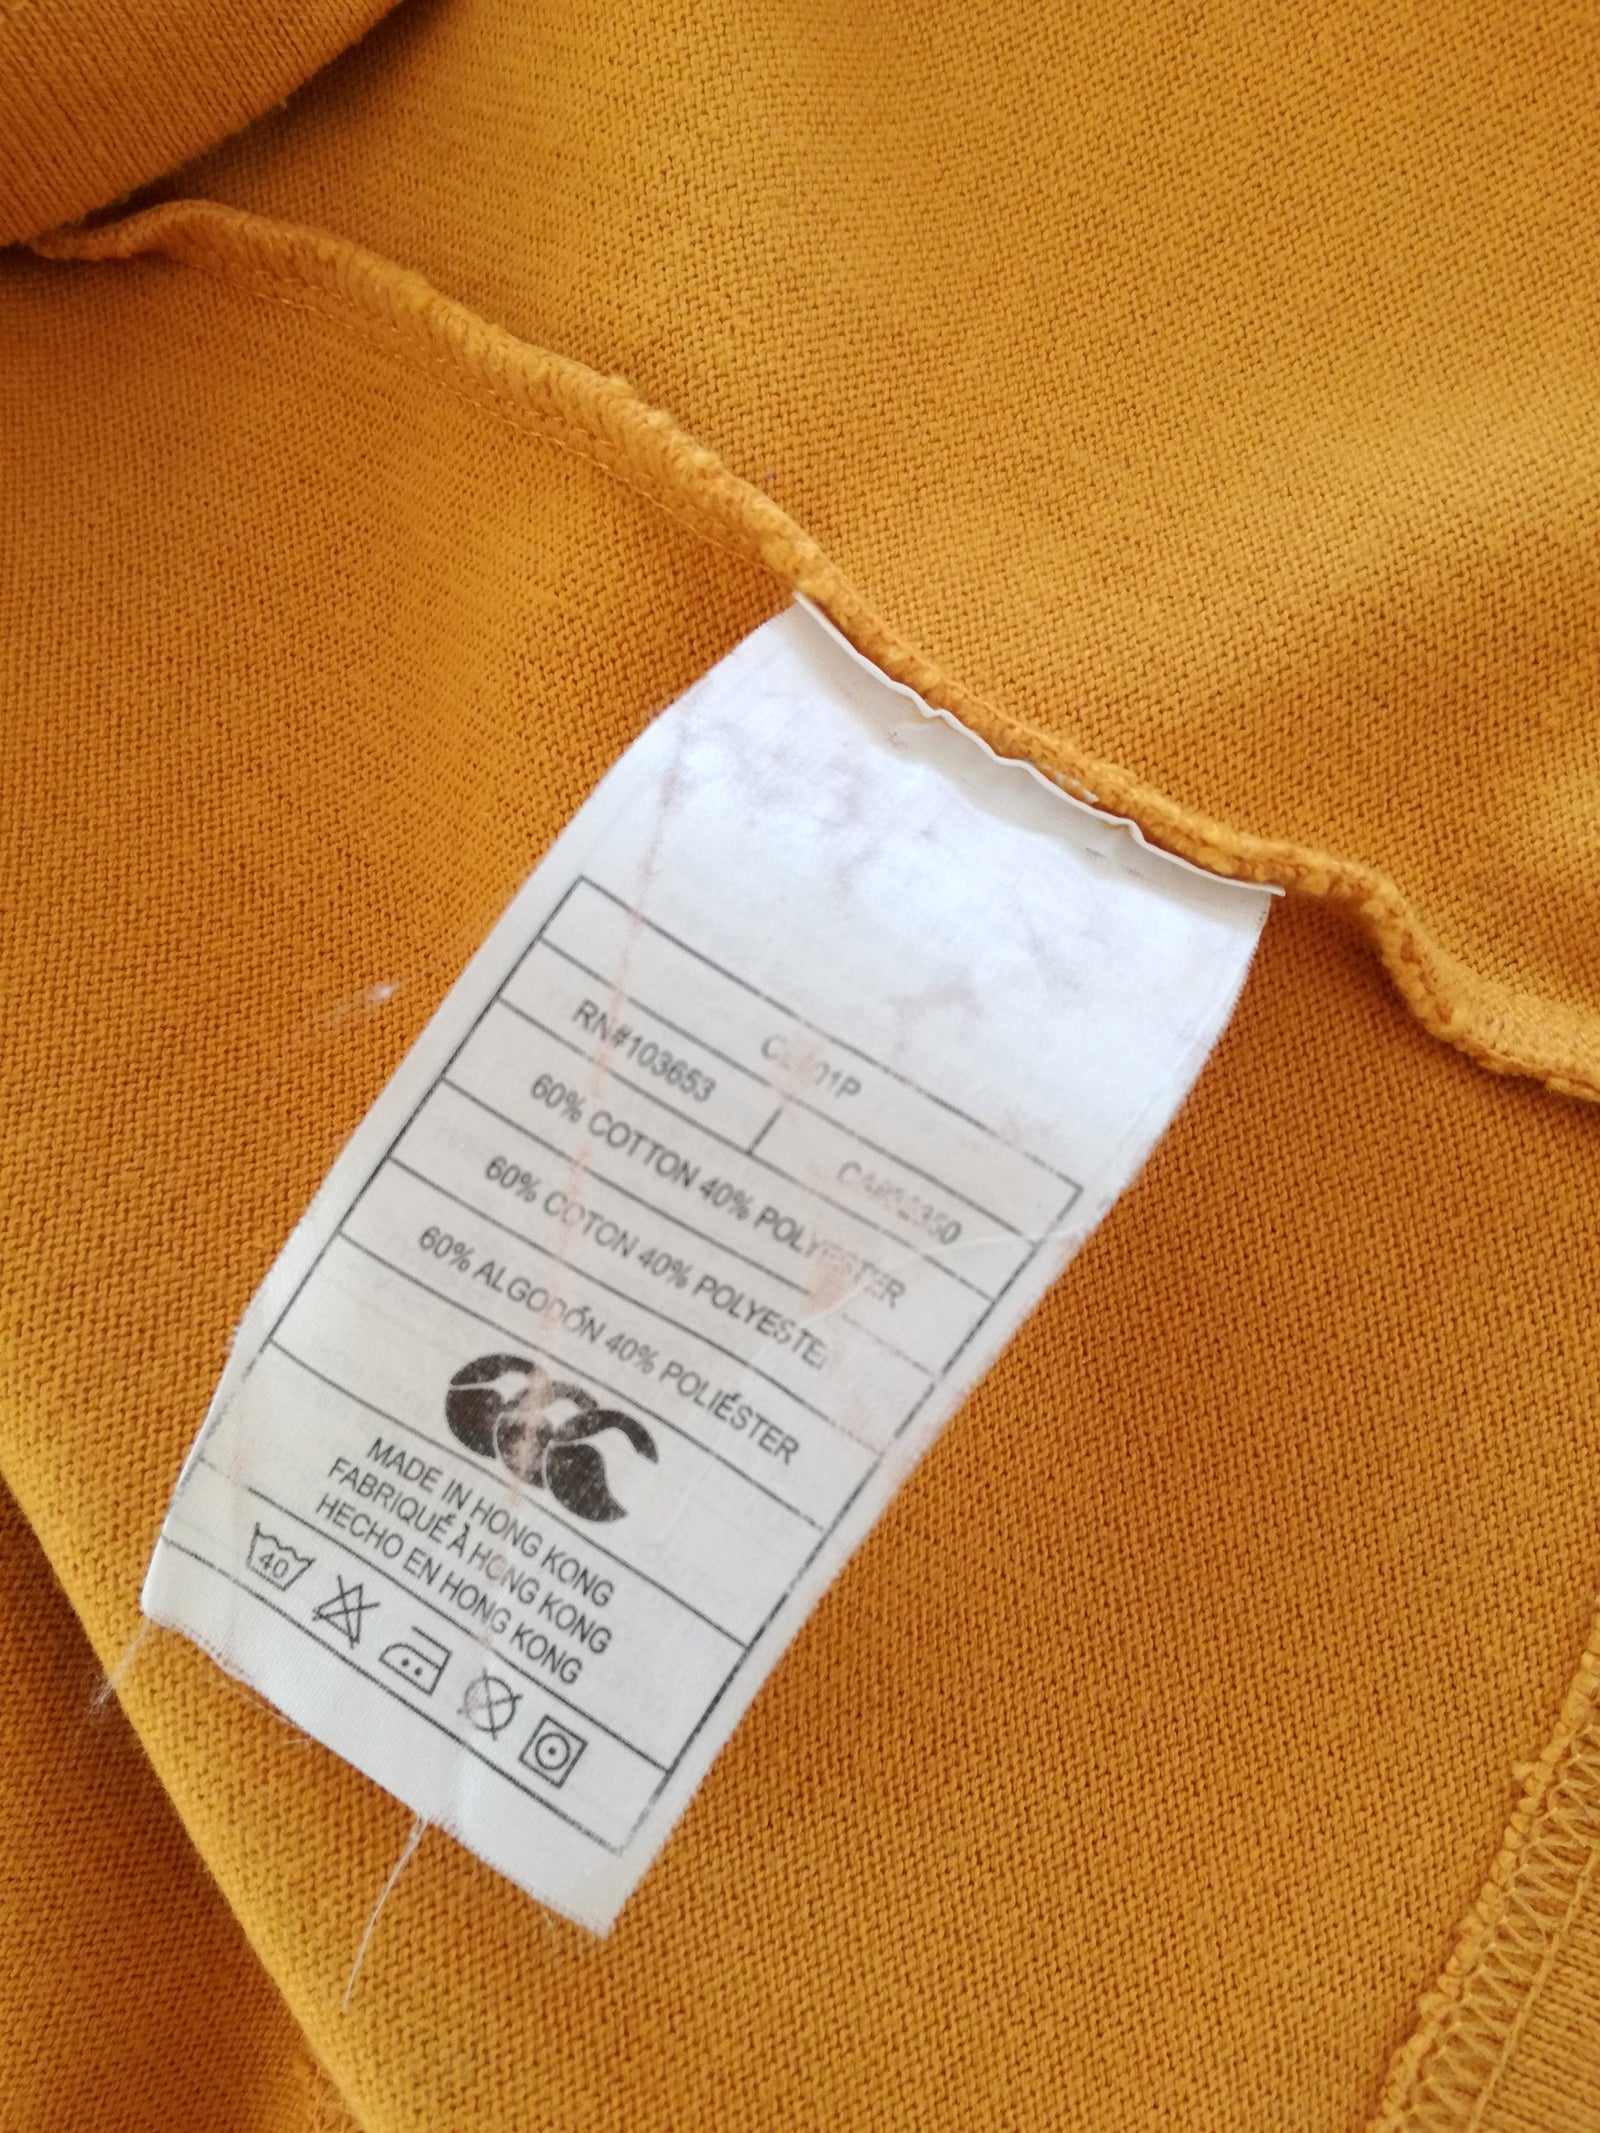 RN#103653
60% COTTON 40% POLYESTER
60% COTON 40% POLYESTER
60% ALGODÓN 40% POLIÉSTER
MADE IN HONG KONG
FABRIQUÉ À HONG KONG
HECHO EN HONG KONG
40